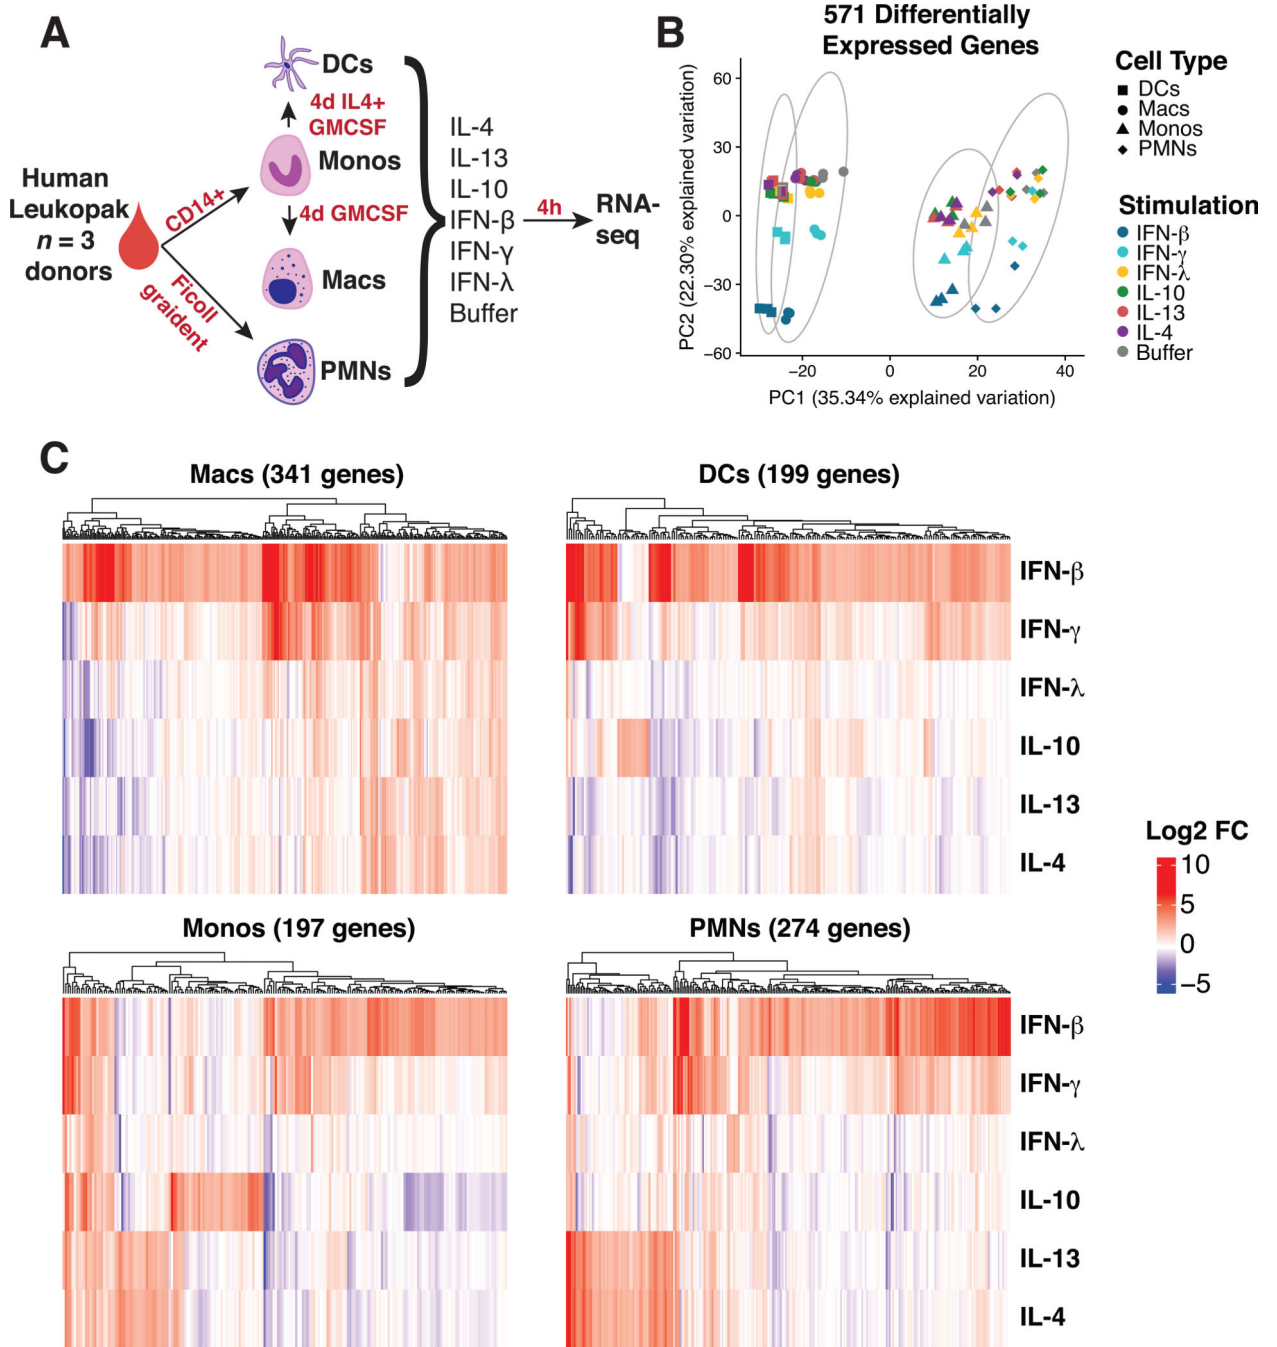 A
Human
Leukopak
n = 3
donors
CD14+
Ficoll
graident
DCs
4d IL4+
GMCSF
Monos
4d GMCSF
Macs
PMNs
IL-4
IL-13
IL-10
IFN-β
IFN-γ
IFN-λ
Buffer
4h
RNA-
seq
B
571 Differentially
Expressed Genes
PC2 (22.30% explained variation)
60
30
0
−30
−60
−20
0
20
40
PC1 (35.34% explained variation)
Cell Type
DCs
Macs
Monos
PMNs
Stimulation
IFN-β
IFN-γ
IFN-λ
IL-10
IL-13
IL-4
Buffer
C
Macs (341 genes)
DCs (199 genes)
IFN-β
IFN-γ
IFN-λ
IL-10
IL-13
IL-4
Log2 FC
10
5
0
−5
Monos (197 genes)
PMNs (274 genes)
IFN-β
IFN-γ
IFN-λ
IL-10
IL-13
IL-4